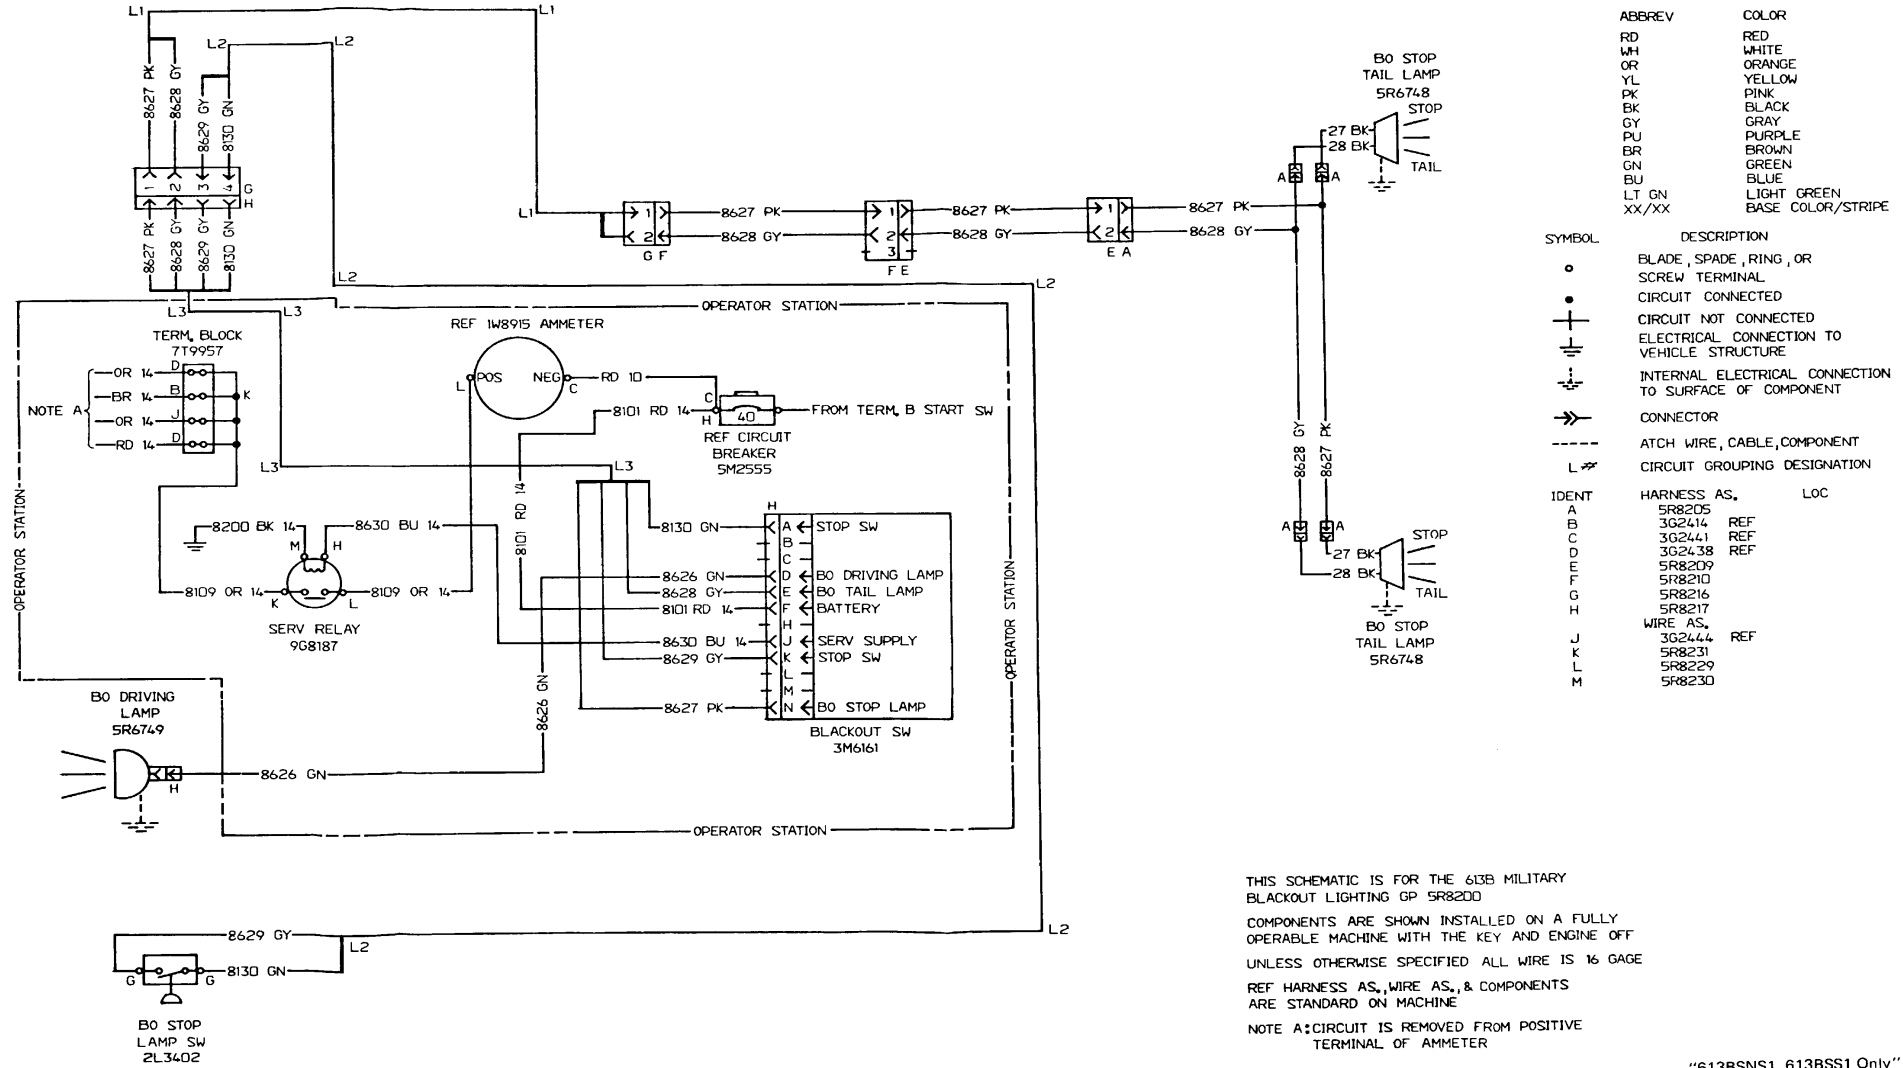 L1
L1
L2
L2
8627 PK
8628 GY
8629 GY
8130 GN
1
2
3
4
G
H
8627 PK
8628 GY
8629 GY
8130 GN
L3
L3
L2
L2
L1
1
2
G F
8627 PK
8628 GY
1
2
3
F E
8627 PK
8628 GY
1
2
E A
8627 PK
8628 GY
BO STOP
TAIL LAMP
5R6748
STOP
27 BK
28 BK
TAIL
A
A
8628 GY
8627 PK
A
A
STOP
27 BK
28 BK
TAIL
BO STOP
TAIL LAMP
5R6748
OPERATOR STATION
OPERATOR STATION
OPERATOR STATION
OPERATOR STATION
TERM. BLOCK
7T9957
NOTE A
OR 14
D
BR 14
B
K
OR 14
J
RD 14
D
REF 1W8915 AMMETER
L
POS
NEG
C
RD 10
C
8101 RD 14
H
40
FROM TERM. B START SW
REF CIRCUIT
BREAKER
5M2555
L3
L3
8101 RD 14
8200 BK 14
8630 BU 14
M
H
8109 OR 14
K
L
8109 OR 14
SERV RELAY
9G8187
H
8130 GN
A
STOP SW
B
C
8626 GN
D
BO DRIVING LAMP
8628 GY
E
BO TAIL LAMP
8101 RD 14
F
BATTERY
H
8630 BU 14
J
SERV SUPPLY
8629 GY
K
STOP SW
L
M
8627 PK
N
BO STOP LAMP
BLACKOUT SW
3M6161
8626 GN
BO DRIVING
LAMP
5R6749
H
8626 GN
8629 GY
L2
L2
G
G
8130 GN
BO STOP
LAMP SW
2L3402
ABBREV COLOR
RD RED
WH WHITE
OR ORANGE
YL YELLOW
PK PINK
BK BLACK
GY GRAY
PU PURPLE
BR BROWN
GN GREEN
BU BLUE
LT GN LIGHT GREEN
XX/XX BASE COLOR/STRIPE
SYMBOL DESCRIPTION
BLADE, SPADE, RING, OR
SCREW TERMINAL
CIRCUIT CONNECTED
CIRCUIT NOT CONNECTED
ELECTRICAL CONNECTION TO
VEHICLE STRUCTURE
INTERNAL ELECTRICAL CONNECTION
TO SURFACE OF COMPONENT
CONNECTOR
ATCH WIRE, CABLE, COMPONENT
L ## CIRCUIT GROUPING DESIGNATION
IDENT HARNESS AS. LOC
A 5R8205
B 3G2414 REF
C 3G2441 REF
D 3G2438 REF
E 5R8209
F 5R8210
G 5R8216
H 5R8217
WIRE AS.
J 3G2444 REF
K 5R8231
L 5R8229
M 5R8230
THIS SCHEMATIC IS FOR THE 613B MILITARY
BLACKOUT LIGHTING GP 5R8200
COMPONENTS ARE SHOWN INSTALLED ON A FULLY
OPERABLE MACHINE WITH THE KEY AND ENGINE OFF
UNLESS OTHERWISE SPECIFIED ALL WIRE IS 16 GAGE
REF HARNESS AS., WIRE AS., & COMPONENTS
ARE STANDARD ON MACHINE
NOTE A: CIRCUIT IS REMOVED FROM POSITIVE
TERMINAL OF AMMETER
"613BSNS1, 613BSS1 Only"